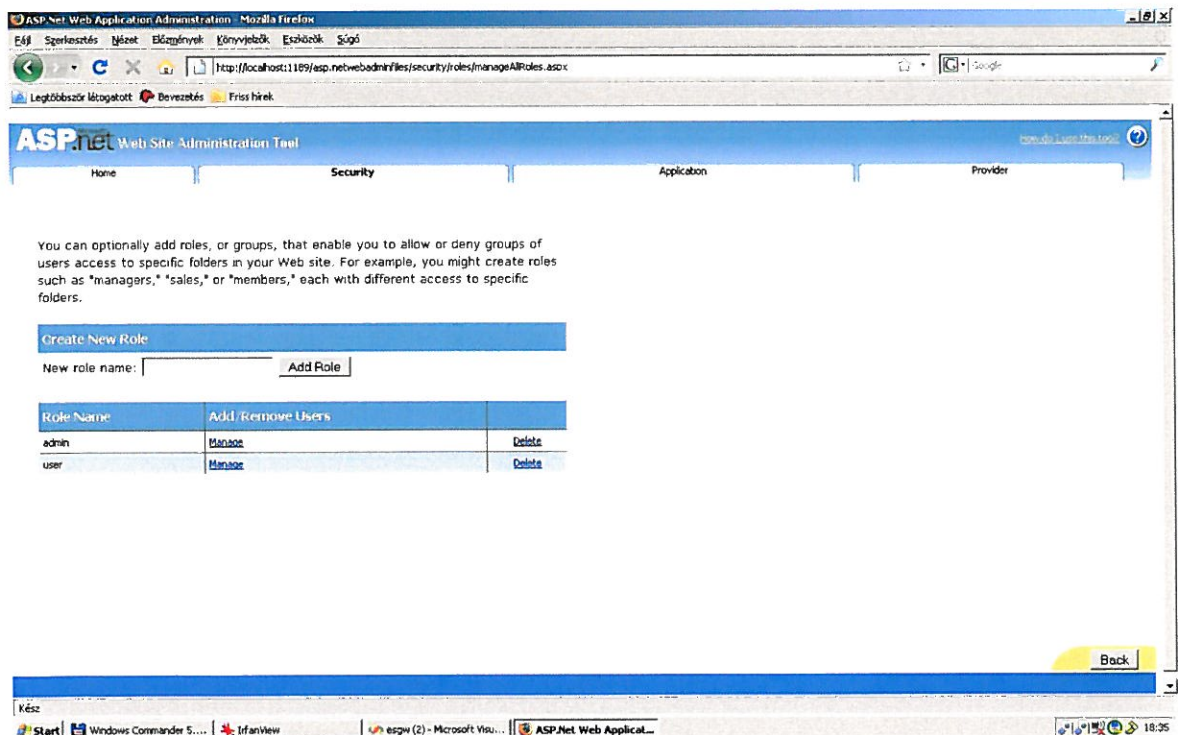 ASP.Net Web Application Administration - Mozilla Firefox
Fájl Szerkesztés Nézet Előzmények Könyvjelzők Eszközök Súgó
http://localhost:1189/asp.netwebadminfiles/security/roles/manageAllRoles.aspx
Google
Legtöbbször látogatott Bevezetés Friss hírek
ASP.net Web Site Administration Tool
How do I use this tool?
Home Security Application Provider
You can optionally add roles, or groups, that enable you to allow or deny groups of
users access to specific folders in your Web site. For example, you might create roles
such as "managers," "sales," or "members," each with different access to specific
folders.
Create New Role
New role name: Add Role
Role Name Add/Remove Users
admin Manage Delete
user Manage Delete
Back
Kész
Start Windows Commander 5.... IrfanView esgw (2) - Microsoft Visu... ASP.Net Web Applicat... 18:35